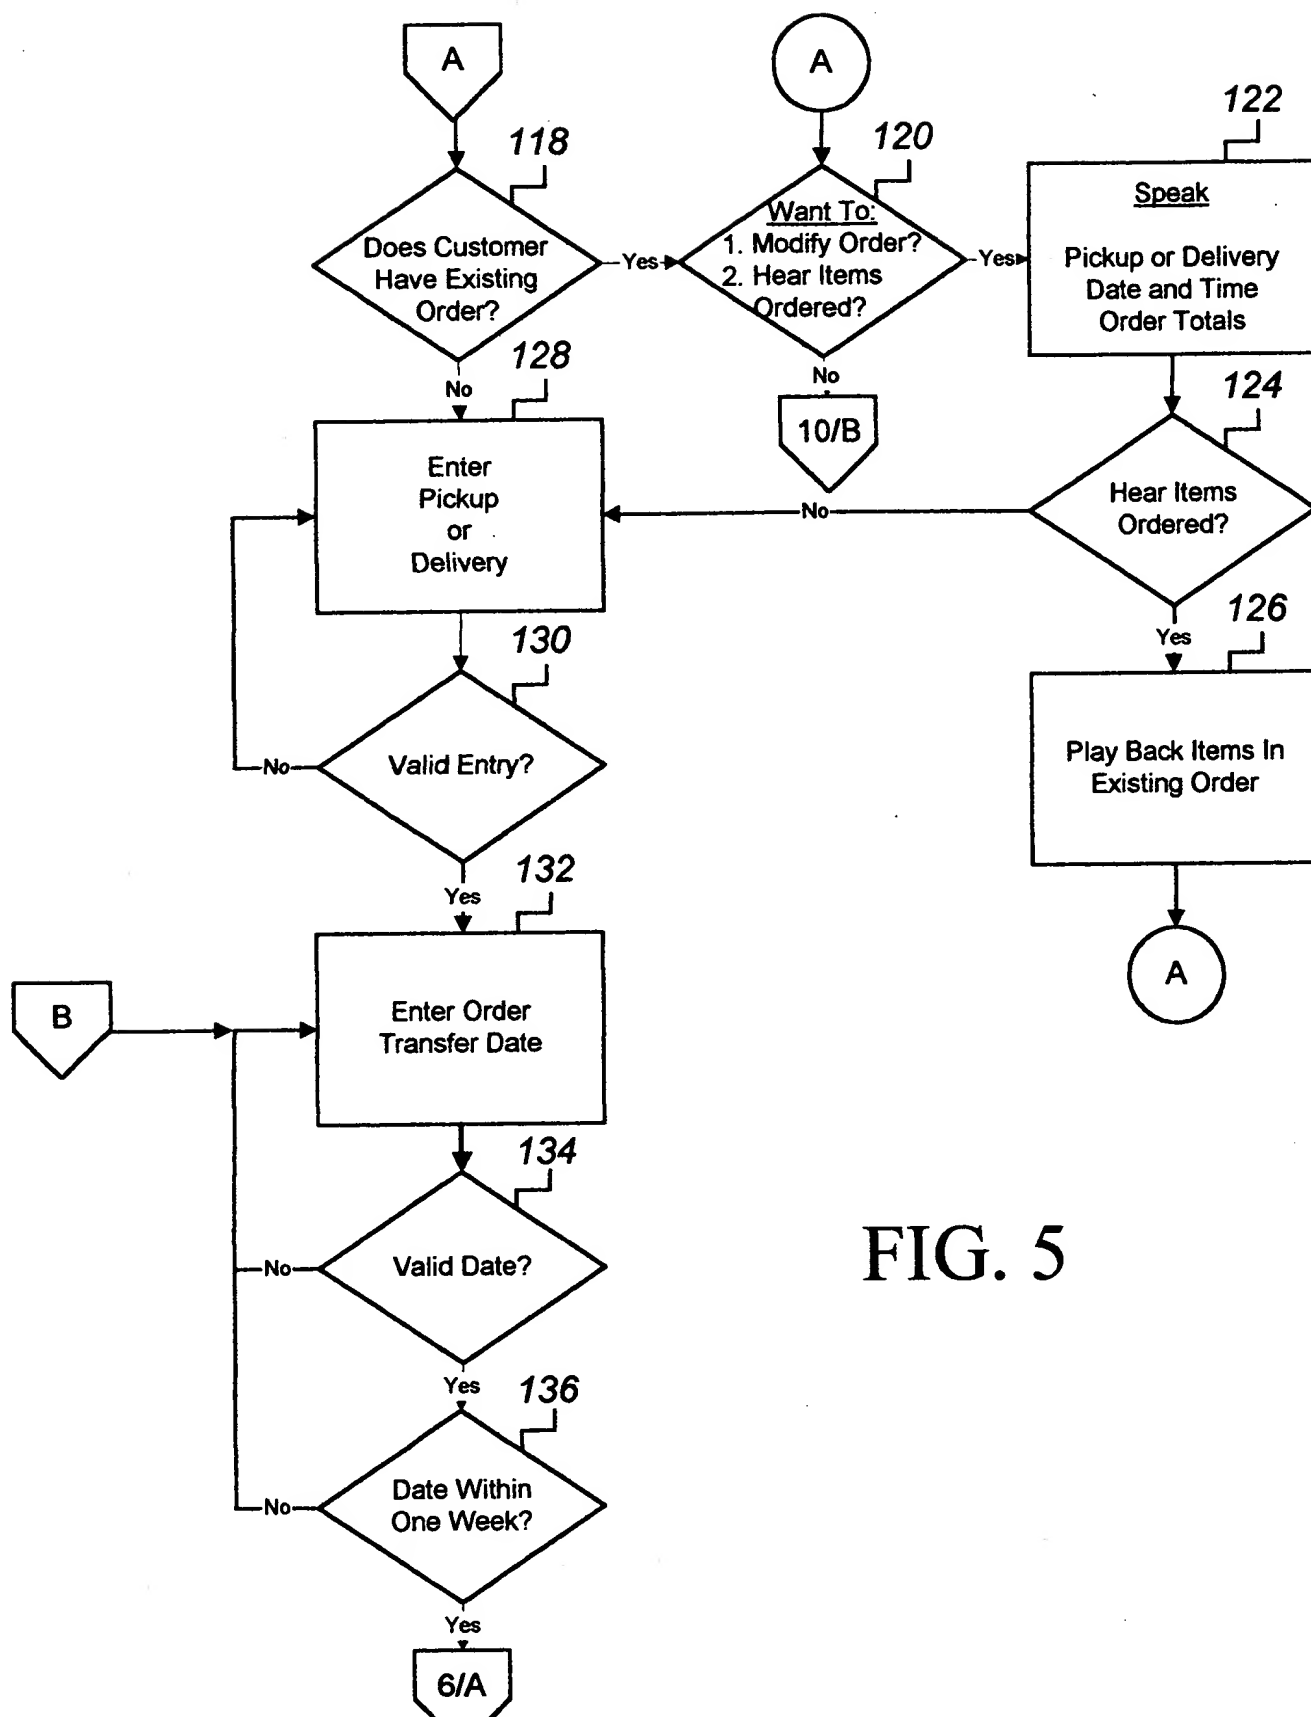 A
A
118
120
122
Does Customer
Have Existing
Order?
Yes
Want To:
1. Modify Order?
2. Hear Items
Ordered?
Yes
Speak
Pickup or Delivery
Date and Time
Order Totals
No
128
No
10/B
124
Enter
Pickup
or
Delivery
No
Hear Items
Ordered?
130
Yes
126
No
Valid Entry?
Play Back Items In
Existing Order
Yes
132
A
B
Enter Order
Transfer Date
134
No
Valid Date?
FIG. 5
Yes
136
No
Date Within
One Week?
Yes
6/A